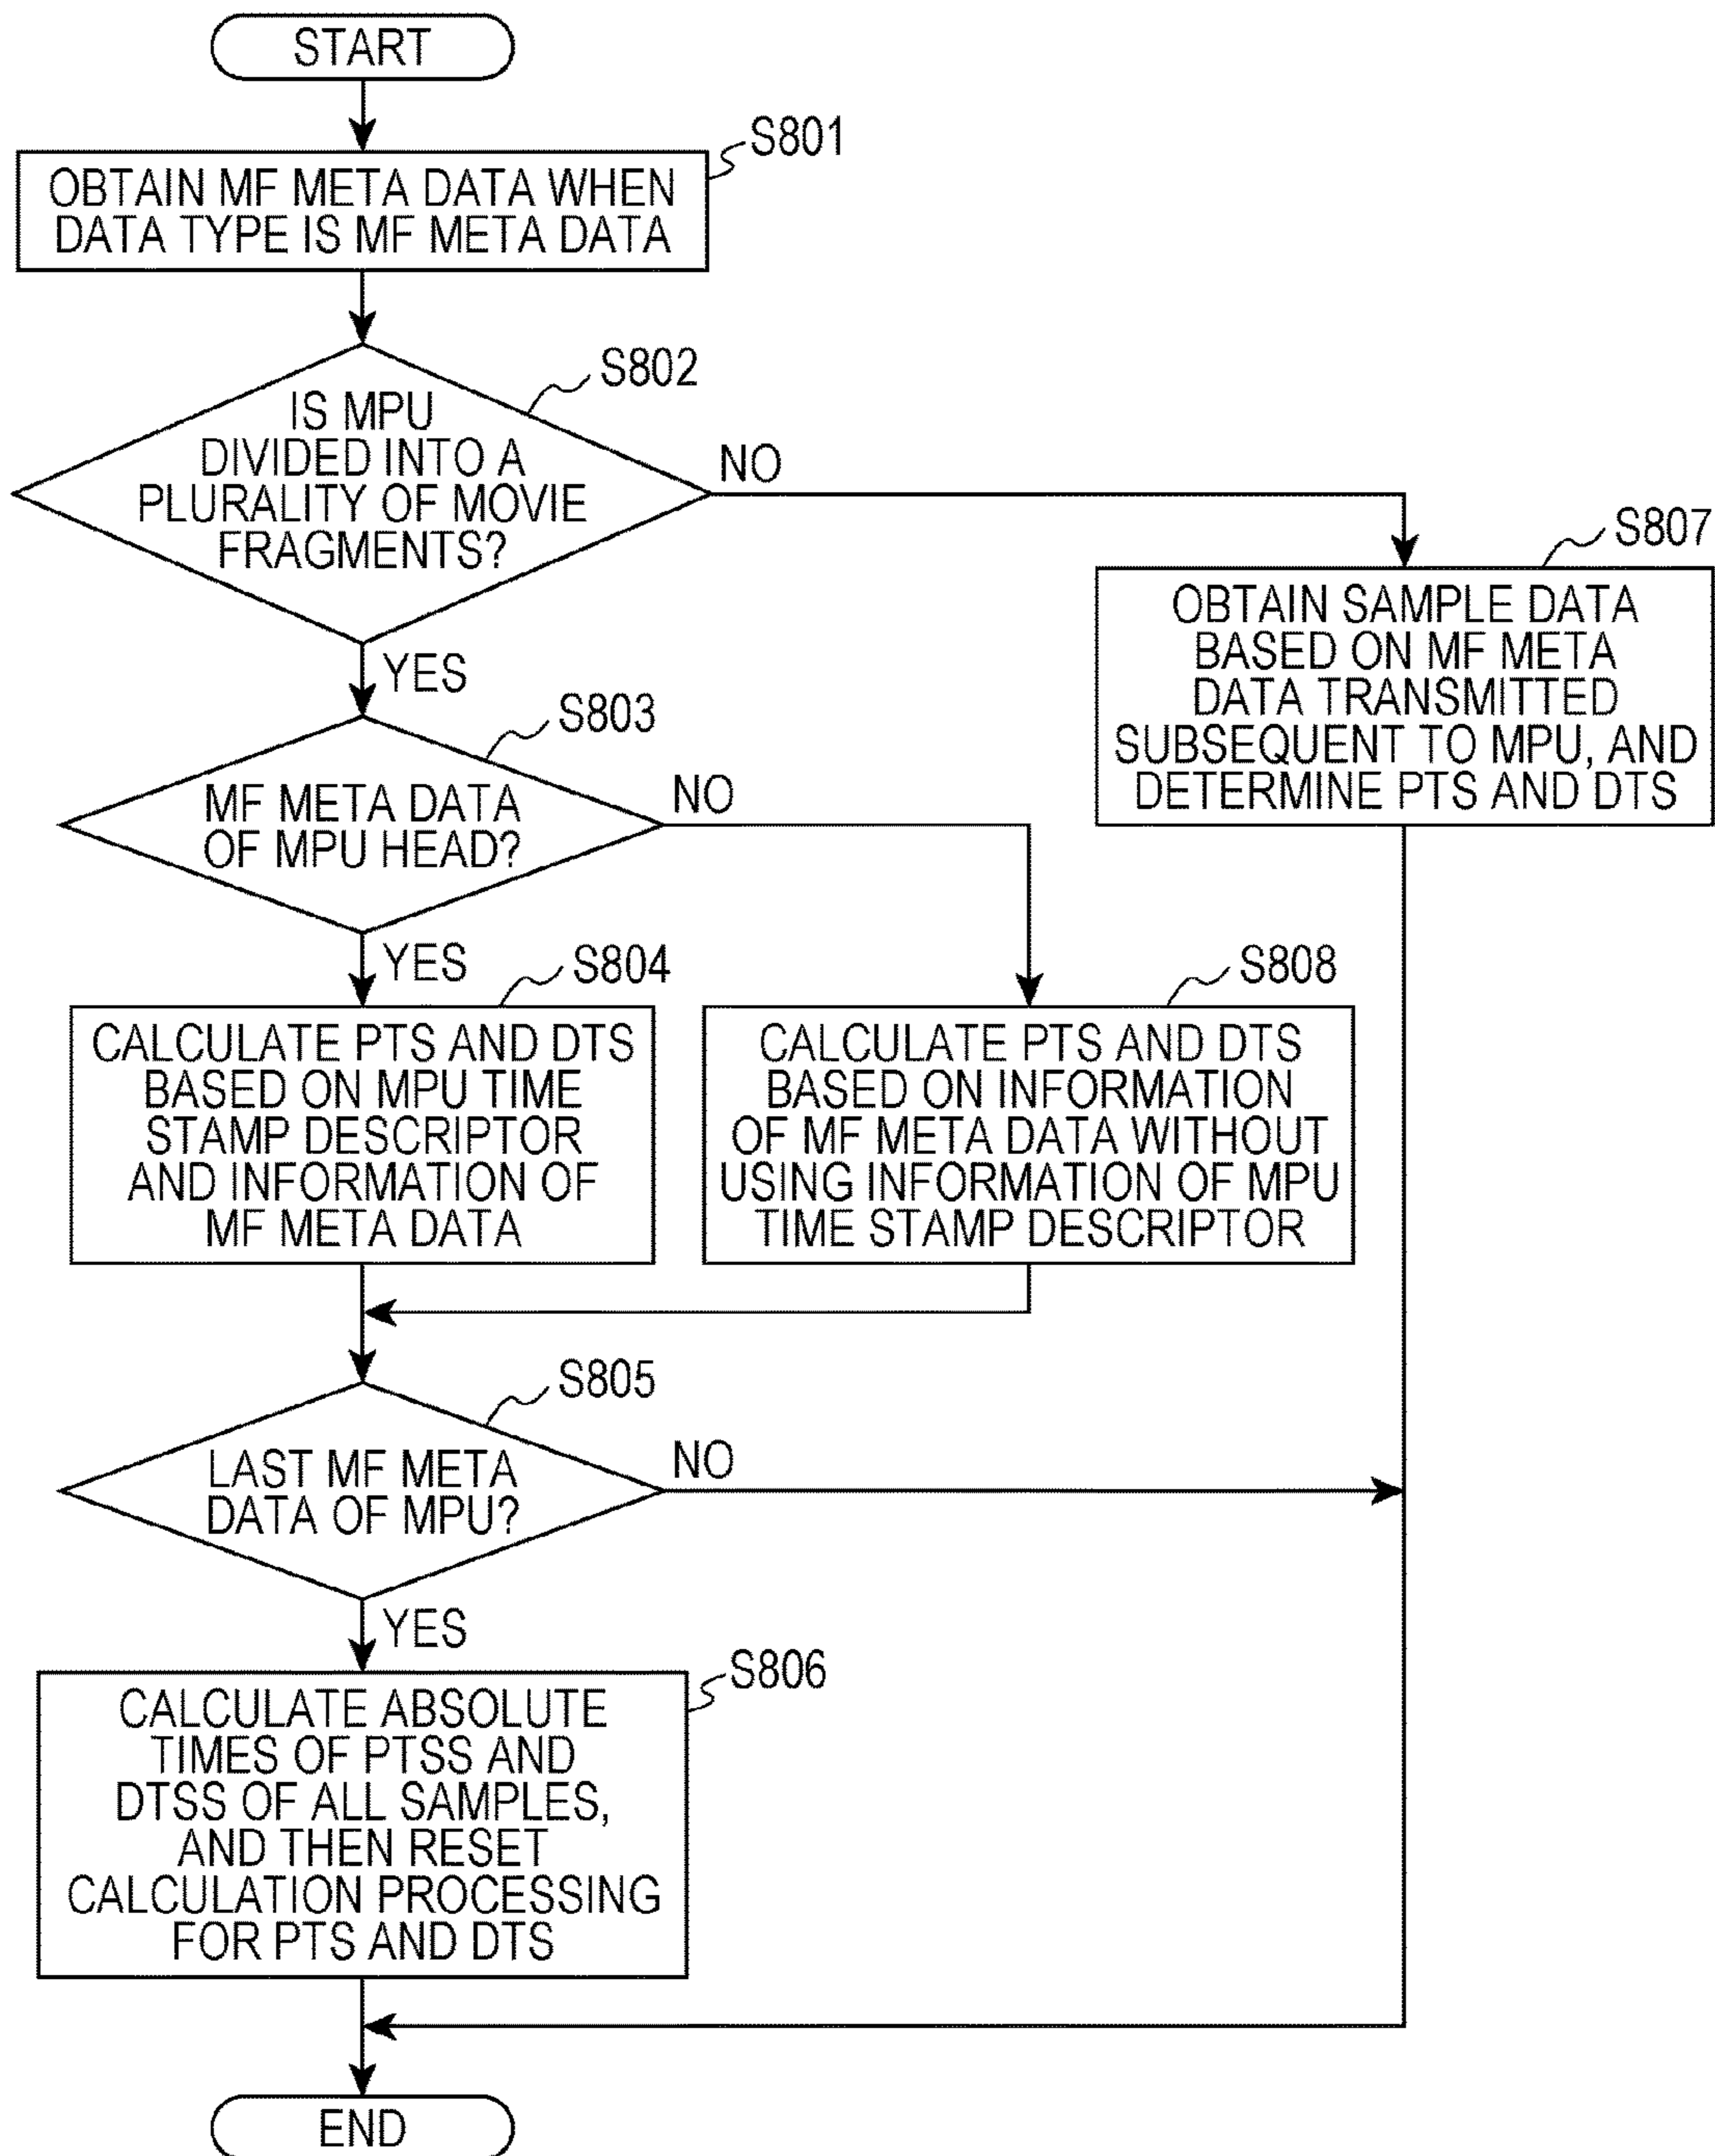 START
S801
OBTAIN MF META DATA WHEN
DATA TYPE IS MF META DATA
S802
IS MPU
DIVIDED INTO A
PLURALITY OF MOVIE
FRAGMENTS?
NO
YES
S807
OBTAIN SAMPLE DATA
BASED ON MF META
DATA TRANSMITTED
SUBSEQUENT TO MPU, AND
DETERMINE PTS AND DTS
S803
MF META DATA
OF MPU HEAD?
NO
YES
S804
CALCULATE PTS AND DTS
BASED ON MPU TIME
STAMP DESCRIPTOR
AND INFORMATION OF
MF META DATA
S808
CALCULATE PTS AND DTS
BASED ON INFORMATION
OF MF META DATA WITHOUT
USING INFORMATION OF MPU
TIME STAMP DESCRIPTOR
S805
LAST MF META
DATA OF MPU?
NO
YES
S806
CALCULATE ABSOLUTE
TIMES OF PTSS AND
DTSS OF ALL SAMPLES,
AND THEN RESET
CALCULATION PROCESSING
FOR PTS AND DTS
END